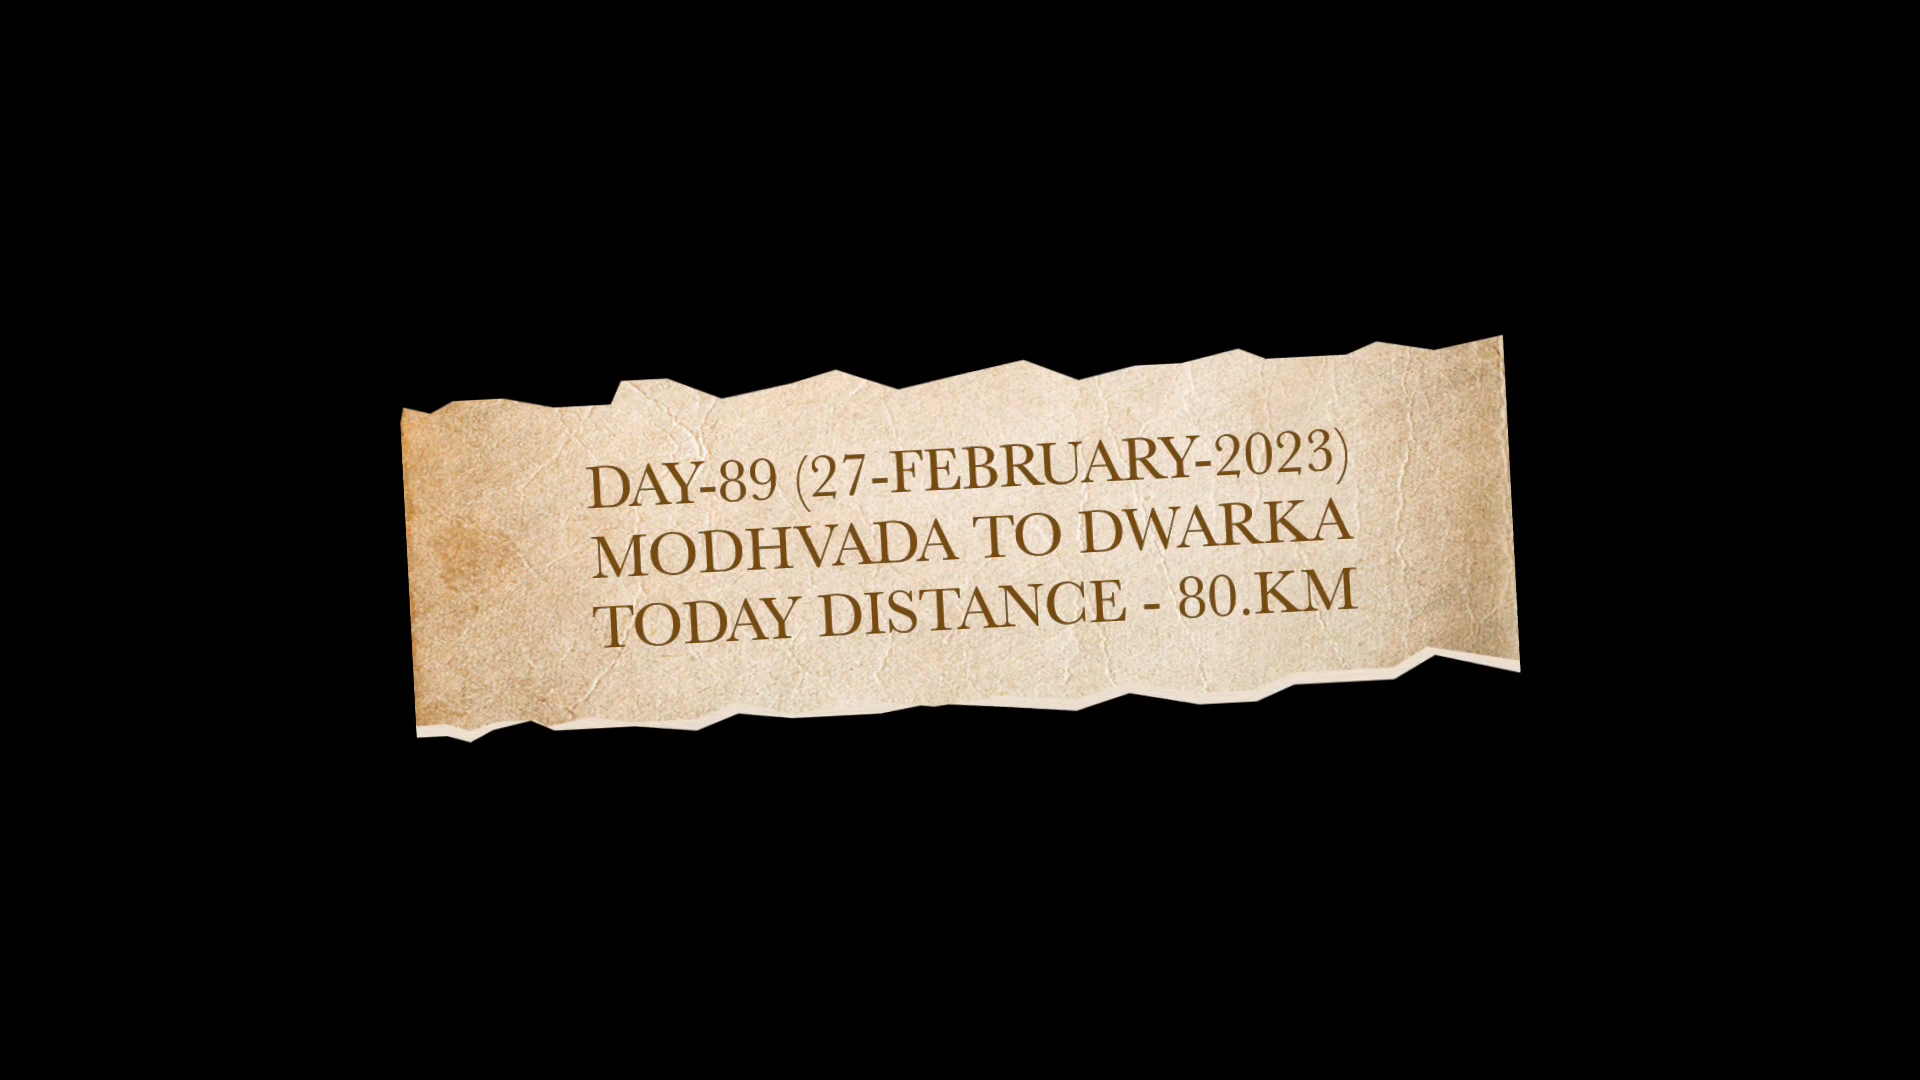 DAY-89 (27-FEBRUARY-2023)
MODHVADA TO DWARKA
TODAY DISTANCE - 80.KM